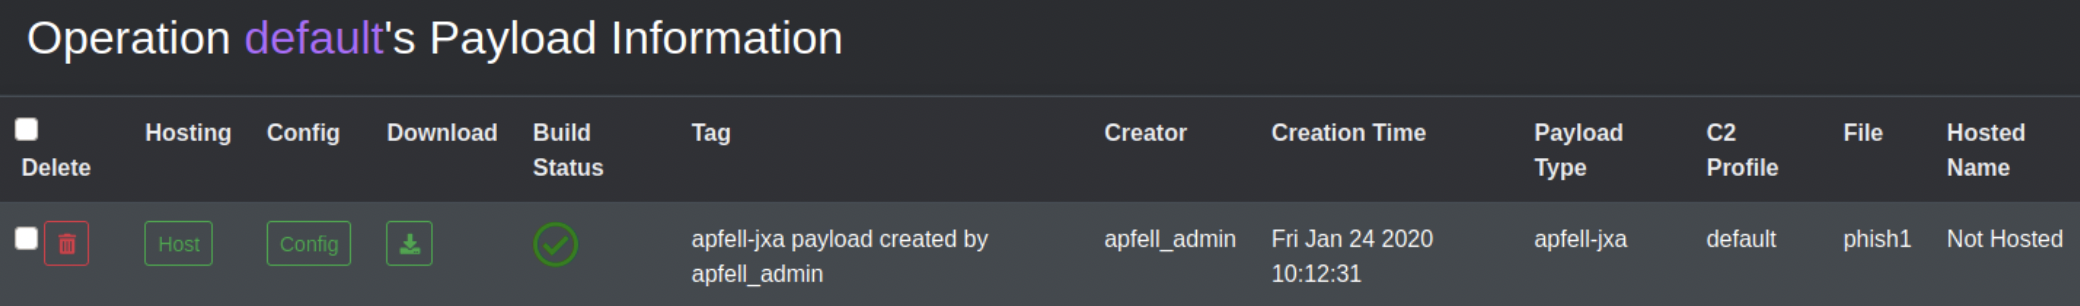 Operation default's Payload Information
Delete Hosting Config Download Build Status Tag Creator Creation Time Payload Type C2 Profile File Hosted Name
Host Config apfell-jxa payload created by apfell_admin apfell_admin Fri Jan 24 2020 10:12:31 apfell-jxa default phish1 Not Hosted